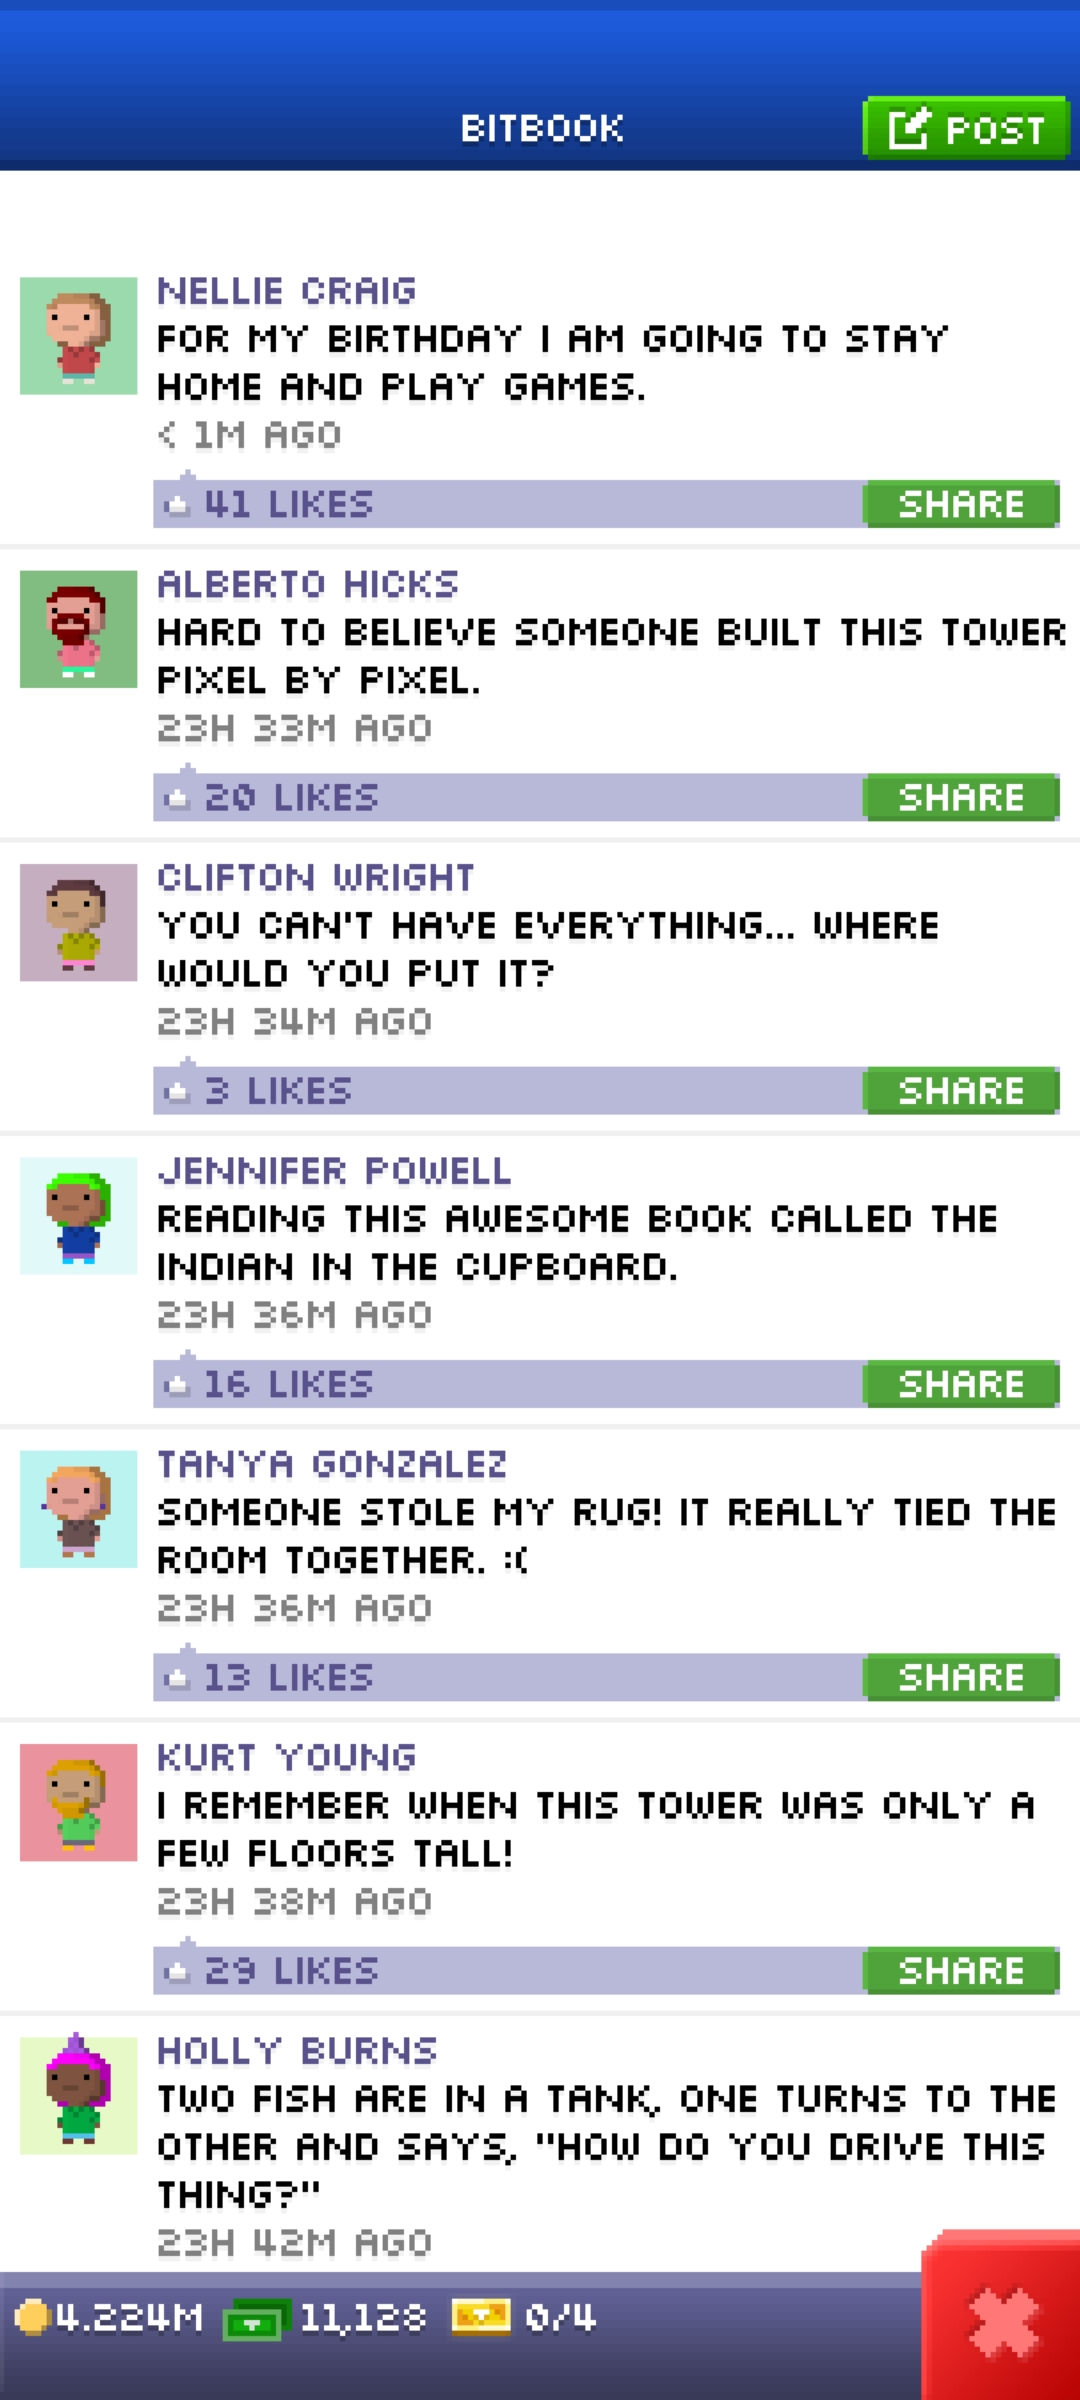 BITBOOK
POST
NELLIE CRAIG
FOR MY BIRTHDAY I AM GOING TO STAY
HOME AND PLAY GAMES.
< 1M AGO
41 LIKES
SHARE
ALBERTO HICKS
HARD TO BELIEVE SOMEONE BUILT THIS TOWER
PIXEL BY PIXEL.
23H 33M AGO
20 LIKES
SHARE
CLIFTON WRIGHT
YOU CAN'T HAVE EVERYTHING... WHERE
WOULD YOU PUT IT?
23H 34M AGO
3 LIKES
SHARE
JENNIFER POWELL
READING THIS AWESOME BOOK CALLED THE
INDIAN IN THE CUPBOARD.
23H 36M AGO
16 LIKES
SHARE
TANYA GONZALEZ
SOMEONE STOLE MY RUG! IT REALLY TIED THE
ROOM TOGETHER. :(
23H 36M AGO
13 LIKES
SHARE
KURT YOUNG
I REMEMBER WHEN THIS TOWER WAS ONLY A
FEW FLOORS TALL!
23H 38M AGO
29 LIKES
SHARE
HOLLY BURNS
TWO FISH ARE IN A TANK, ONE TURNS TO THE
OTHER AND SAYS, "HOW DO YOU DRIVE THIS
THING?"
23H 42M AGO
4.224M 11,128 0/4